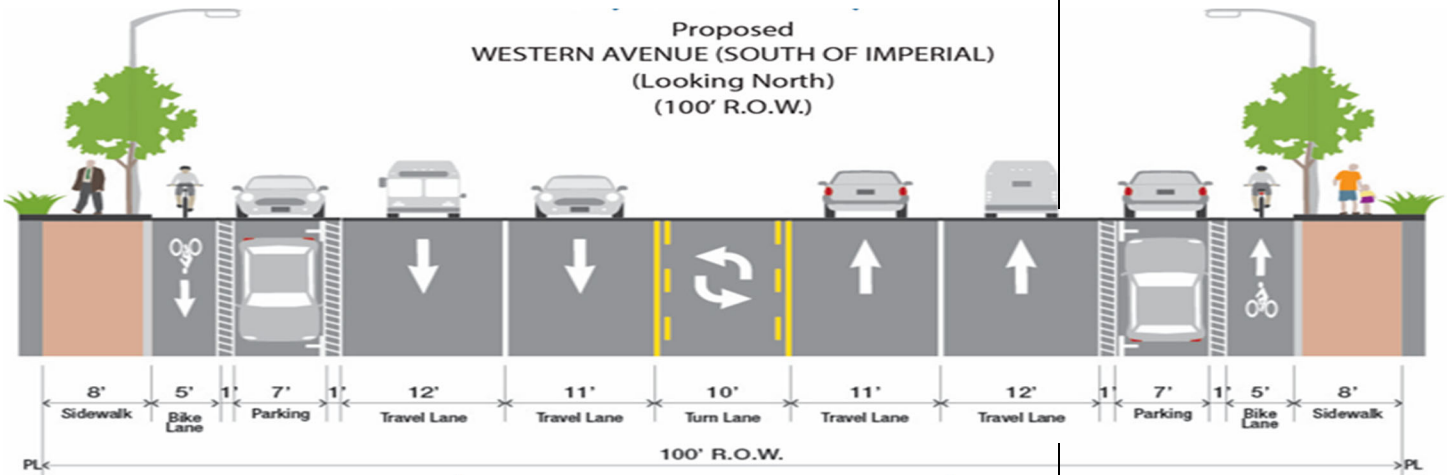 Proposed
WESTERN AVENUE (SOUTH OF IMPERIAL)
(Looking North)
(100' R.O.W.)
8' 5' 1' 7' 1' 12' 11' 10' 11' 12' 1' 7' 1' 5' 8'
Sidewalk Bike Lane Parking Travel Lane Travel Lane Turn Lane Travel Lane Travel Lane Parking Bike Lane Sidewalk
PL 100' R.O.W. PL